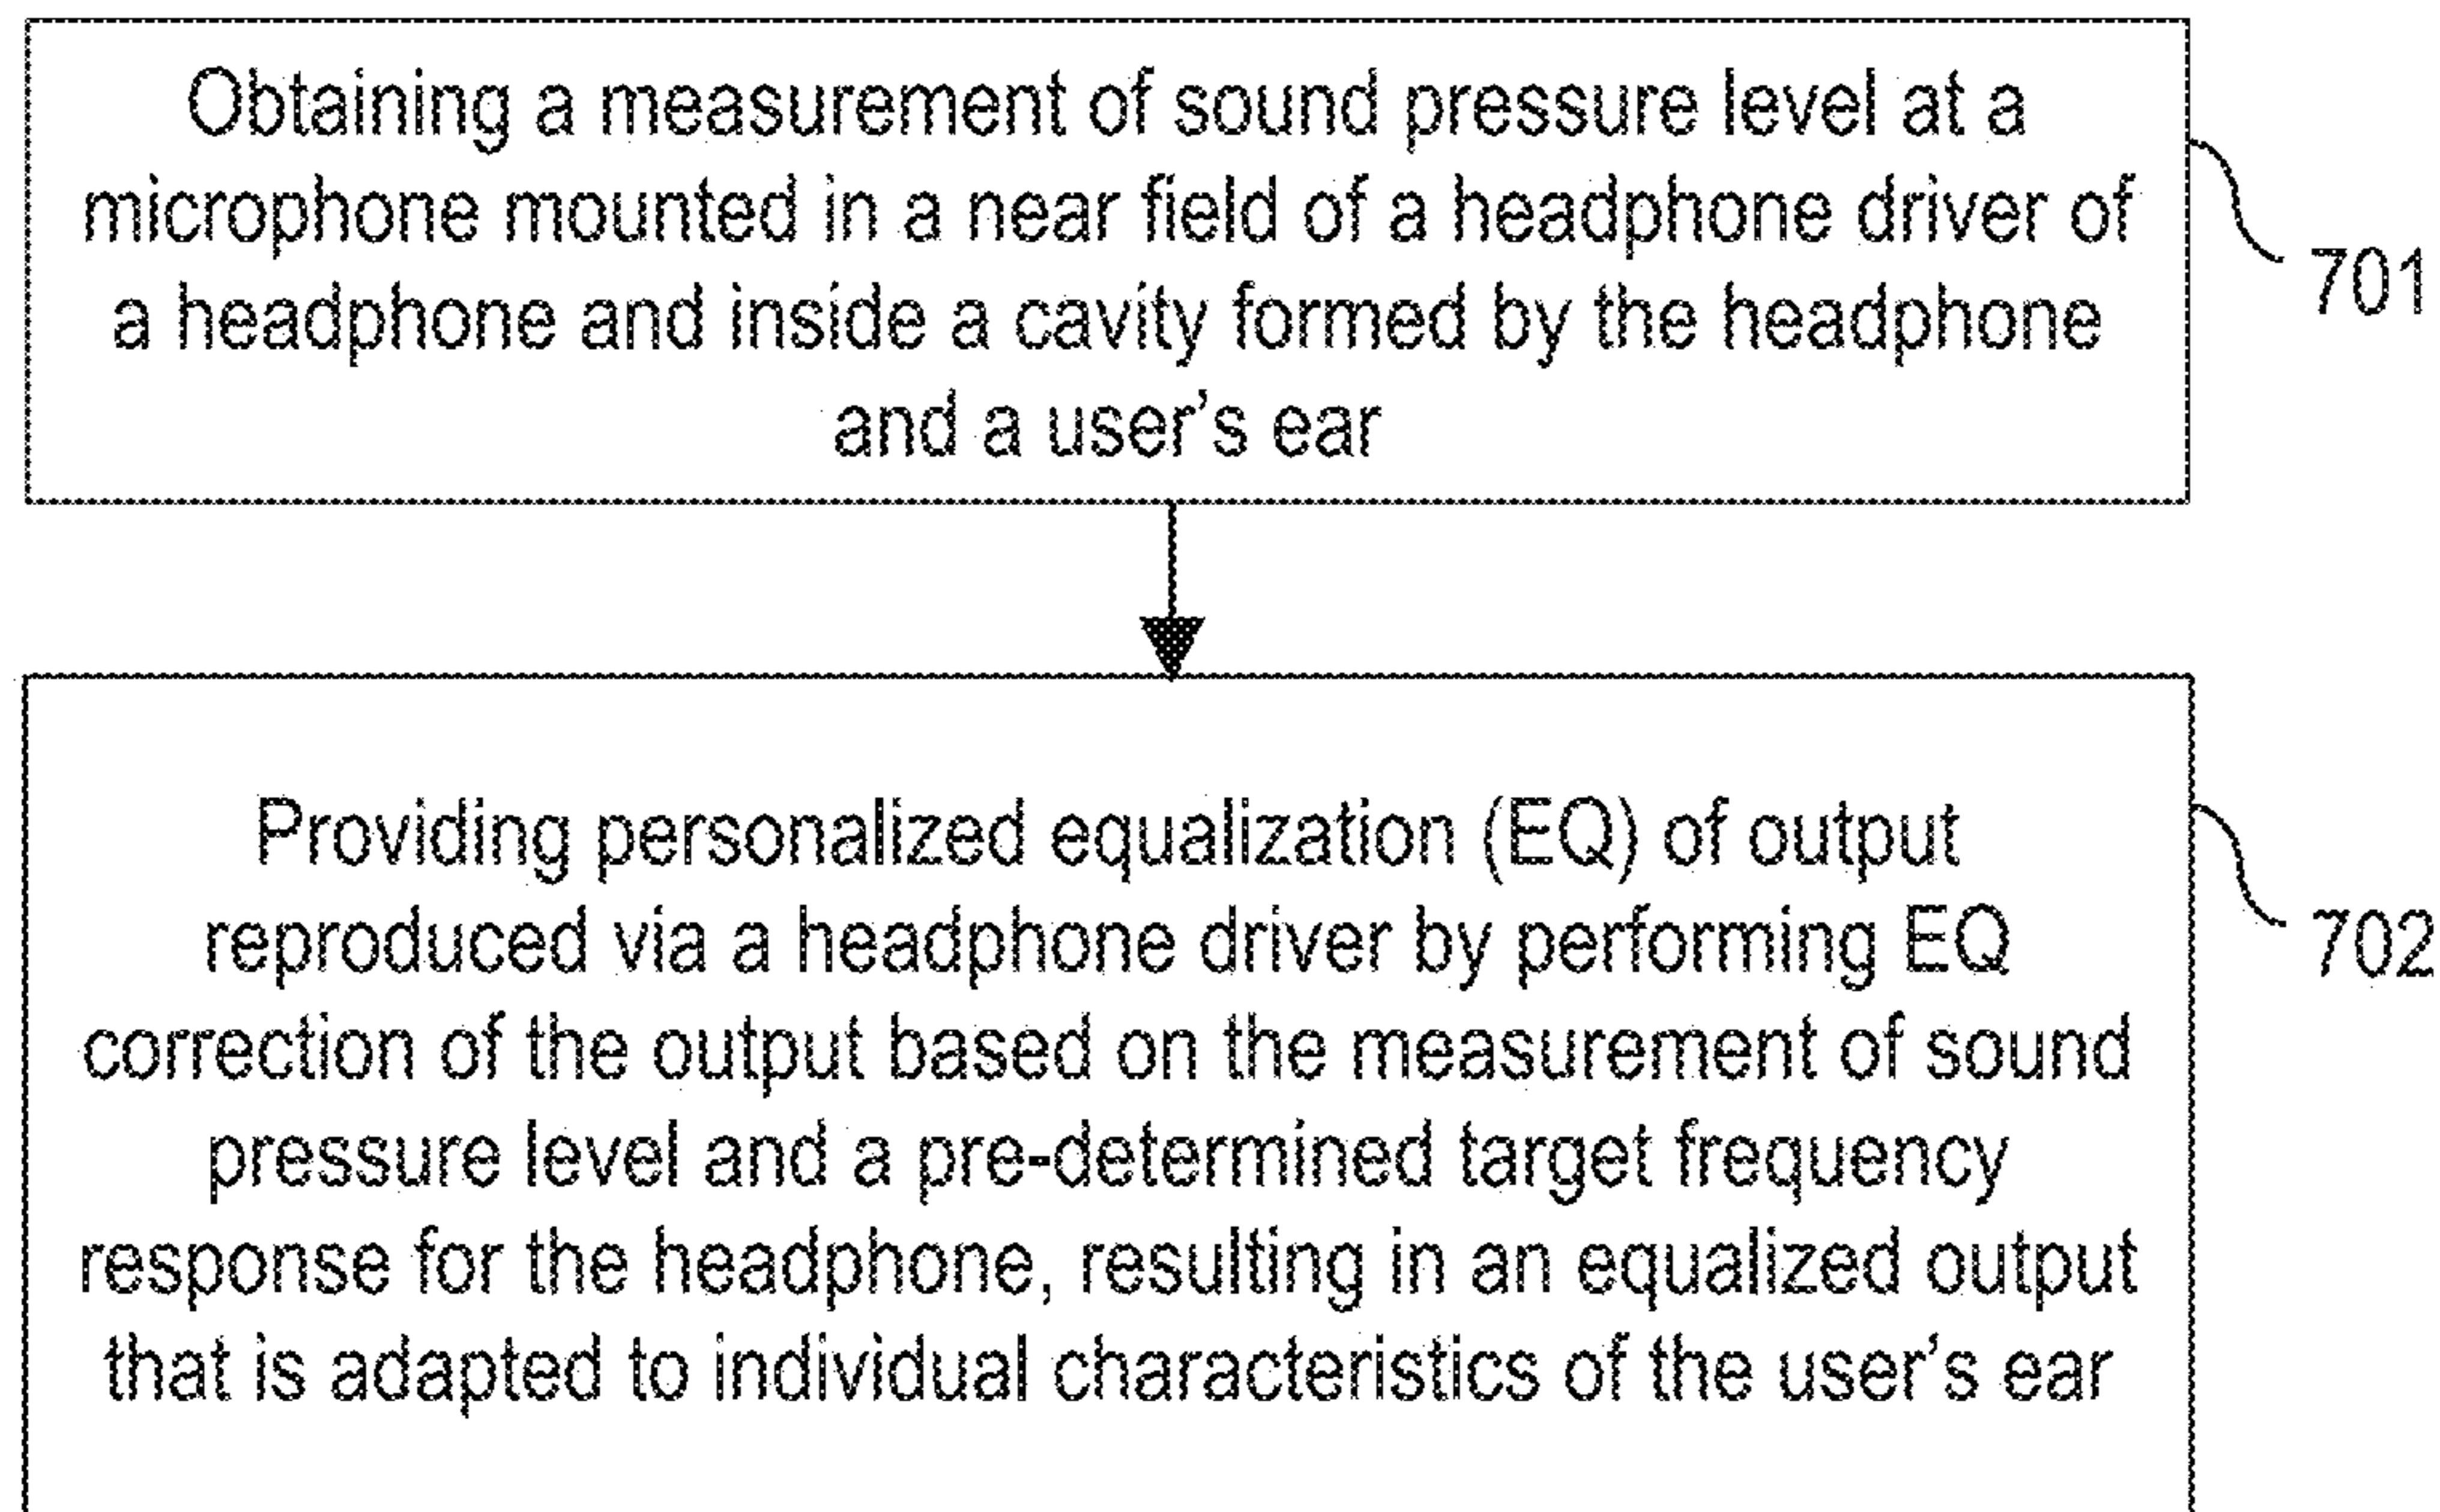 Obtaining a measurement of sound pressure level at a
microphone mounted in a near field of a headphone driver of
a headphone and inside a cavity formed by the headphone
and a user's ear
701
Providing personalized equalization (EQ) of output
reproduced via a headphone driver by performing EQ
correction of the output based on the measurement of sound
pressure level and a pre-determined target frequency
response for the headphone, resulting in an equalized output
that is adapted to individual characteristics of the user's ear
702